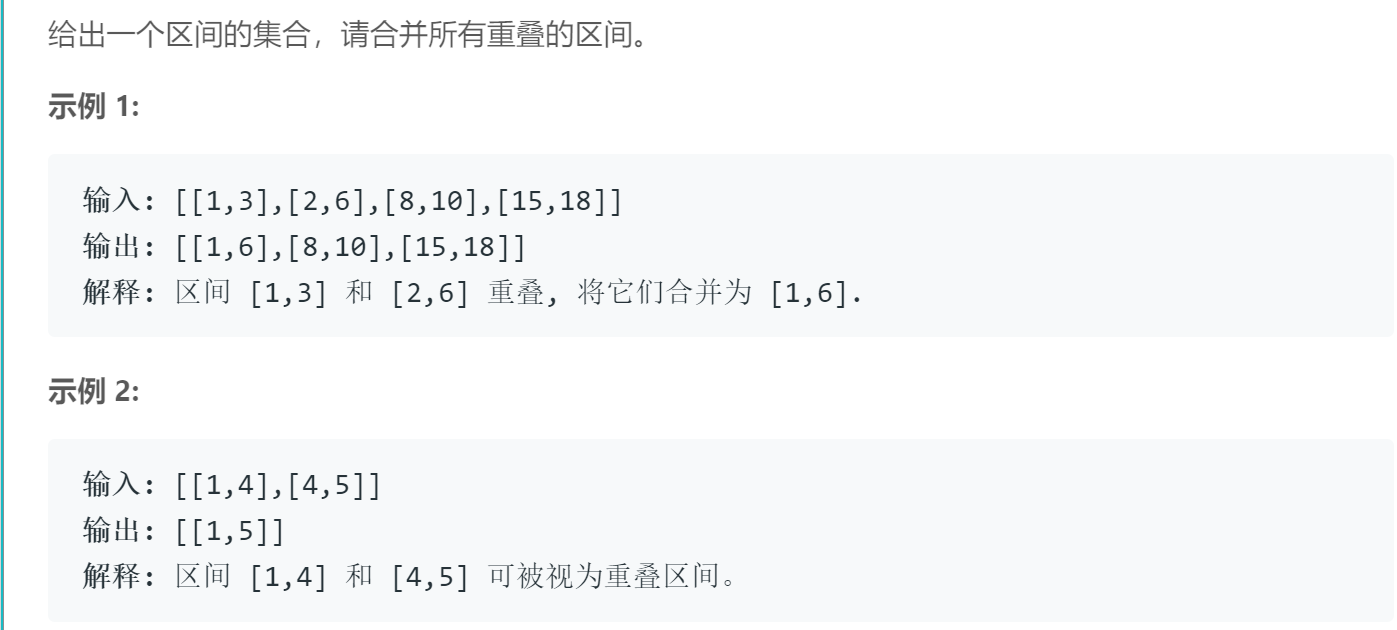 给出一个区间的集合，请合并所有重叠的区间。
示例 1:
输入: [[1,3],[2,6],[8,10],[15,18]]
输出: [[1,6],[8,10],[15,18]]
解释: 区间 [1,3] 和 [2,6] 重叠, 将它们合并为 [1,6].
示例 2:
输入: [[1,4],[4,5]]
输出: [[1,5]]
解释: 区间 [1,4] 和 [4,5] 可被视为重叠区间。